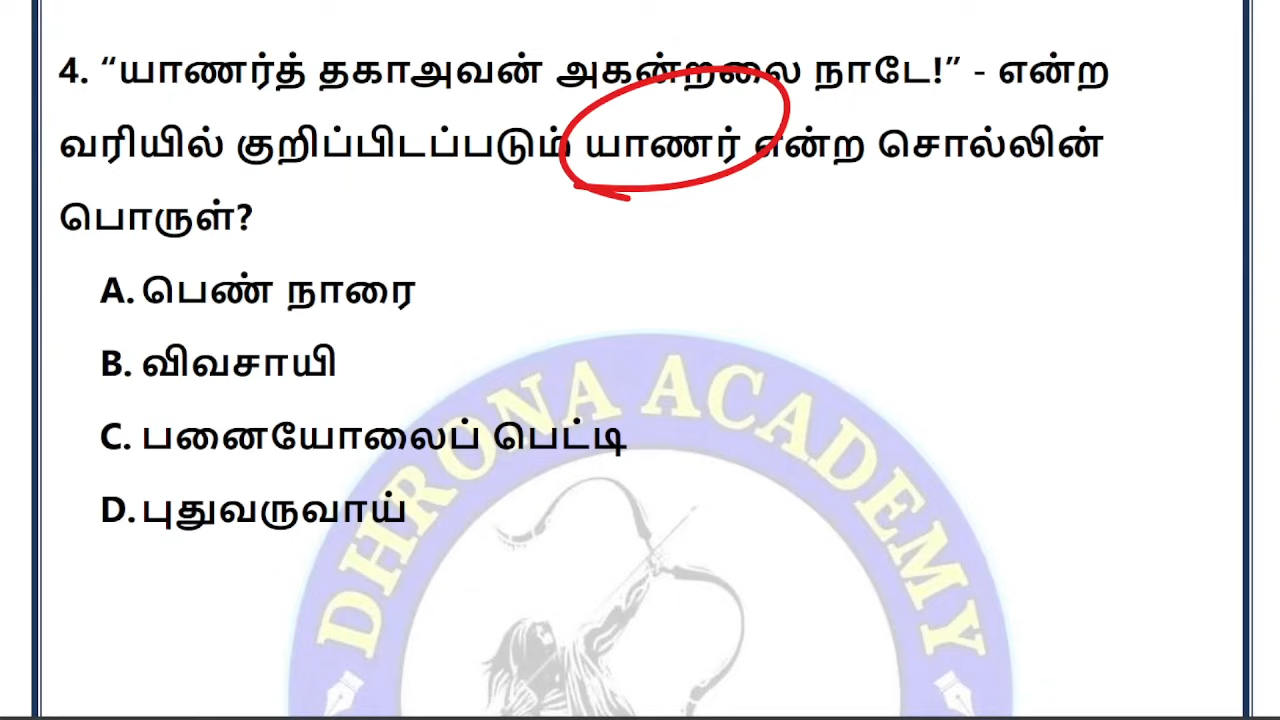 4. “யாணர்த் தகாஅவன் அகன்றலை நாடே!” - என்ற
வரியில் குறிப்பிடப்படும் யாணர் என்ற சொல்லின்
பொருள்?
A. பெண் நாரை
B. விவசாயி
C. பனையோலைப் பெட்டி
D. புதுவருவாய்
DHRONA ACADEMY